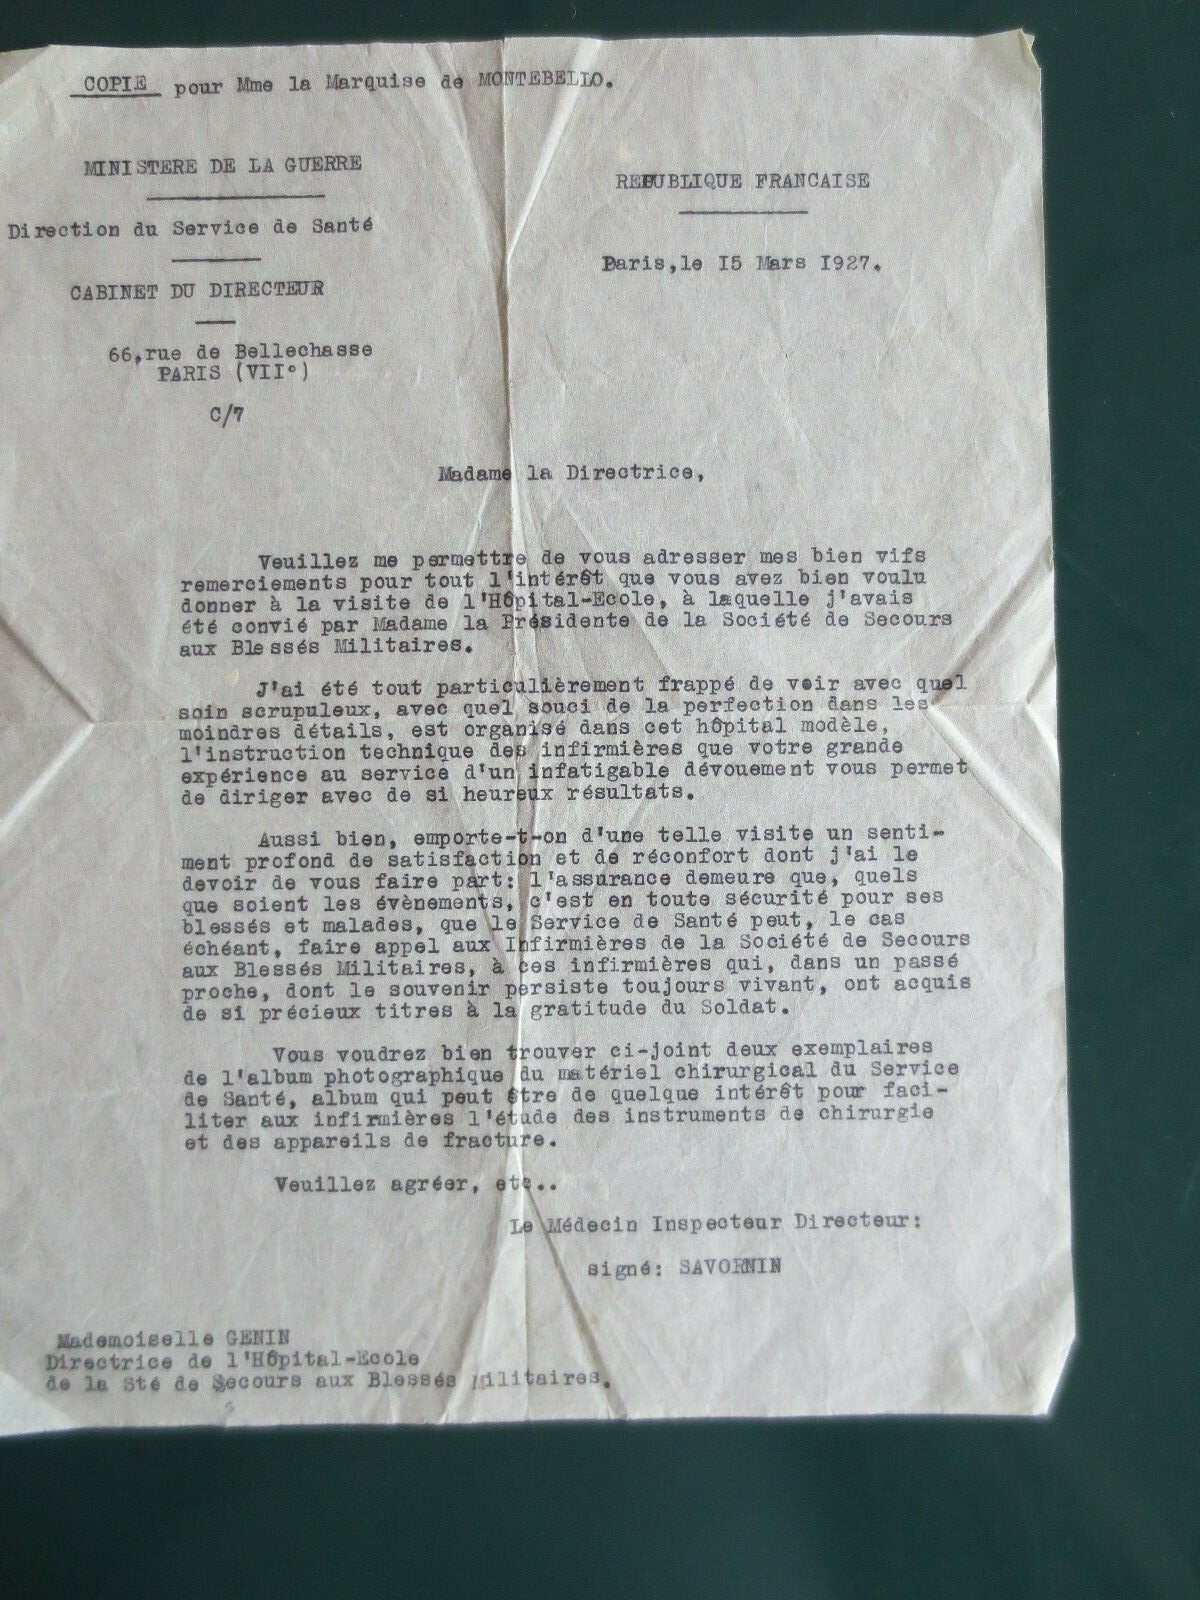 COPIE pour Mme la Marquise de MONTEBELLO.
MINISTERE DE LA GUERRE
REPUBLIQUE FRANCAISE
Direction du Service de Santé
Paris,le 15 Mars 1927.
CABINET DU DIRECTEUR
66,rue de Bellechasse
PARIS (VII°)
C/7
Madame la Directrice,
Veuillez me permettre de vous adresser mes bien vifs
remerciements pour tout l'intérêt que vous avez bien voulu
donner à la visite de l'Hôpital-Ecole, à laquelle j'avais
été convié par Madame la Présidente de la Société de Secours
aux Blessés Militaires.
J'ai été tout particulièrement frappé de voir avec quel
soin scrupuleux, avec quel souci de la perfection dans les
moindres détails, est organisé dans cet hôpital modèle,
l'instruction technique des infirmières que votre grande
expérience au service d'un infatigable dévouement vous permet
de diriger avec de si heureux résultats.
Aussi bien, emporte-t-on d'une telle visite un senti-
ment profond de satisfaction et de réconfort dont j'ai le
devoir de vous faire part: l'assurance demeure que, quels
que soient les évènements, c'est en toute sécurité pour ses
blessés et malades, que le Service de Santé peut, le cas
échéant, faire appel aux Infirmières de la Société de Secours
aux Blessés Militaires, à ces infirmières qui, dans un passé
proche, dont le souvenir persiste toujours vivant, ont acquis
de si précieux titres à la gratitude du Soldat.
Vous voudrez bien trouver ci-joint deux exemplaires
de l'album photographique du matériel chirurgical du Service
de Santé, album qui peut être de quelque intérêt pour faci-
liter aux infirmières l'étude des instruments de chirurgie
et des appareils de fracture.
Veuillez agréer, etc..
Le Médecin Inspecteur Directeur:
signé: SAVORNIN
Mademoiselle GENIN
Directrice de l'Hôpital-Ecole
de la Sté de Secours aux Blessés Militaires.